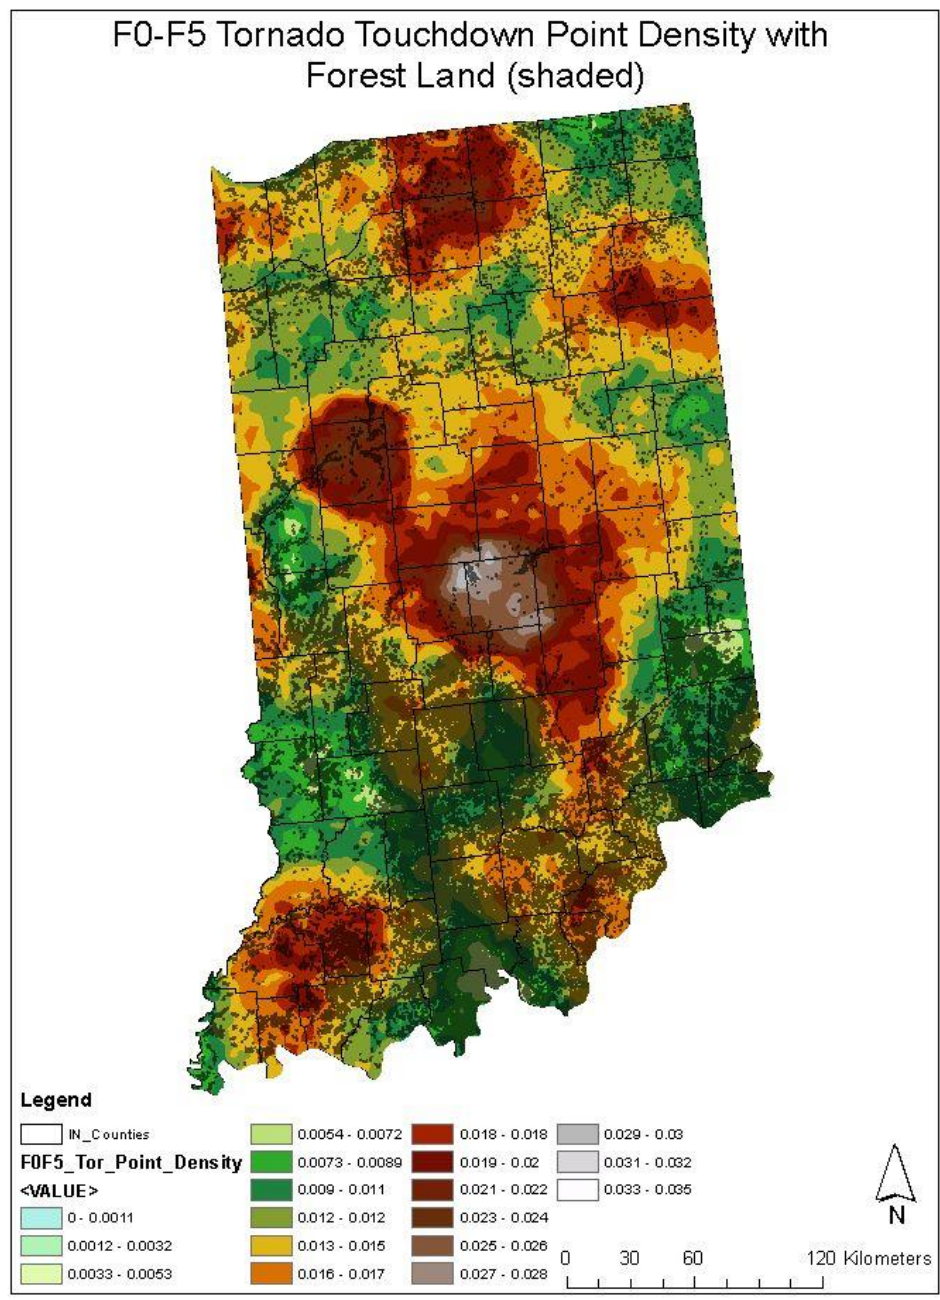 F0-F5 Tornado Touchdown Point Density with
Forest Land (shaded)
Legend
IN_Counties
F0F5_Tor_Point_Density
<VALUE>
0 - 0.0011
0.0012 - 0.0032
0.0033 - 0.0053
0.0054 - 0.0072
0.0073 - 0.0089
0.009 - 0.011
0.012 - 0.012
0.013 - 0.015
0.016 - 0.017
0.018 - 0.018
0.019 - 0.02
0.021 - 0.022
0.023 - 0.024
0.025 - 0.026
0.027 - 0.028
0.029 - 0.03
0.031 - 0.032
0.033 - 0.035
N
0 30 60 120 Kilometers